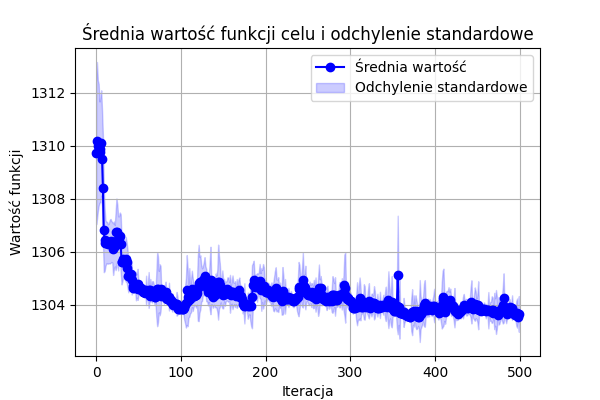 Średnia wartość funkcji celu i odchylenie standardowe
Średnia wartość
Odchylenie standardowe
Wartość funkcji
1312
1310
1308
1306
1304
0 100 200 300 400 500
Iteracja